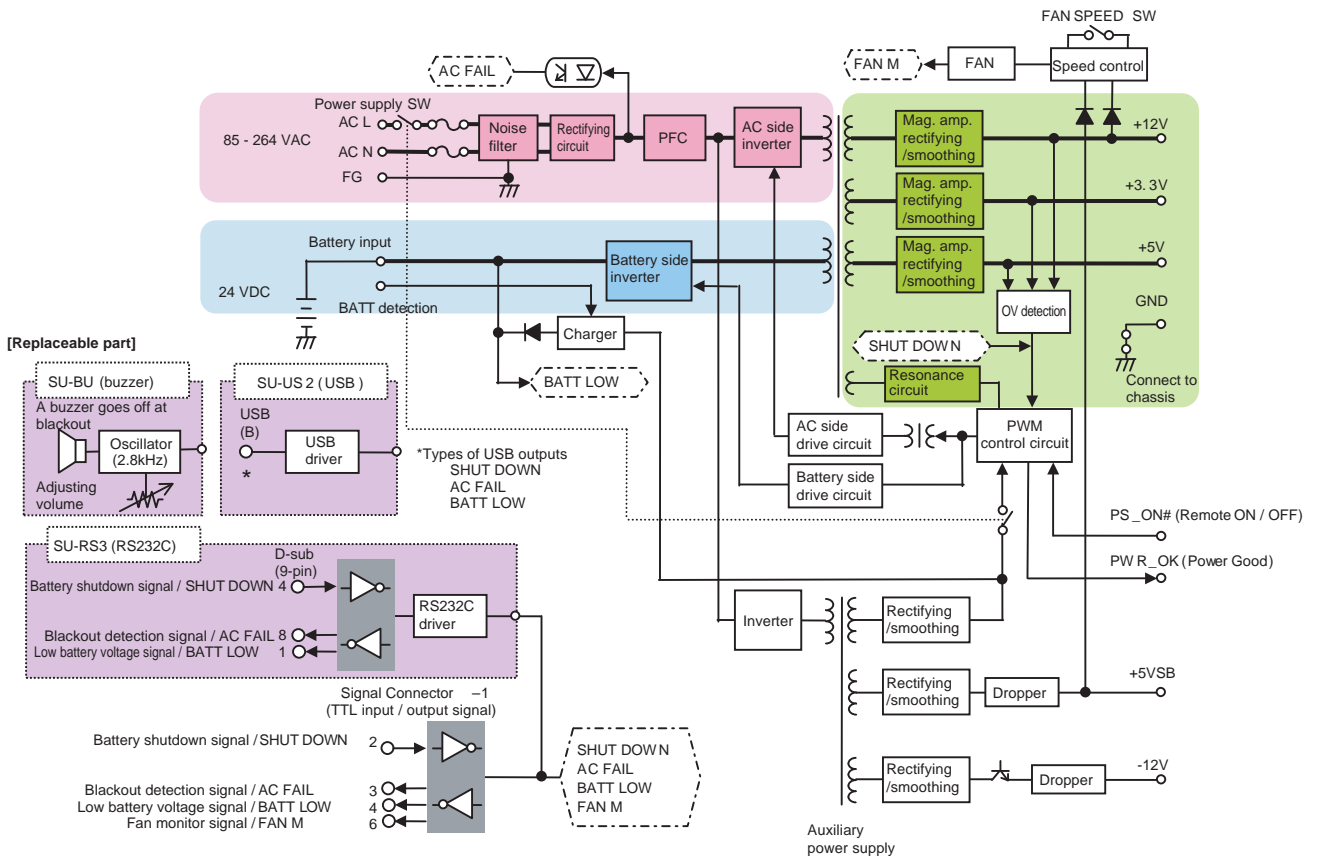 FAN SPEED SW
AC FAIL
FAN M
FAN
Speed control
Power supply SW
85 - 264 VAC
AC L
AC N
FG
Noise
filter
Rectifying
circuit
PFC
AC side
inverter
Mag. amp.
rectifying
/smoothing
+12V
Mag. amp.
rectifying
/smoothing
+3. 3V
Mag. amp.
rectifying
/smoothing
+5V
Battery input
24 VDC
BATT detection
Battery side
inverter
OV detection
GND
Connect to
chassis
Charger
SHUT DOWN
BATT LOW
Resonance
circuit
AC side
drive circuit
Battery side
drive circuit
PWM
control circuit
PS_ON# (Remote ON / OFF)
PW R_OK (Power Good)
[Replaceable part]
SU-BU (buzzer)
A buzzer goes off at
blackout
Oscillator
(2.8kHz)
Adjusting
volume
SU-US 2 ( USB )
USB
(B)
*
USB
driver
*Types of USB outputs
SHUT DOWN
AC FAIL
BATT LOW
SU-RS3 (RS232C)
D-sub
(9-pin)
Battery shutdown signal / SHUT DOWN 4
Blackout detection signal / AC FAIL 8
Low battery voltage signal / BATT LOW 1
RS232C
driver
Inverter
Rectifying
/smoothing
Rectifying
/smoothing
Dropper
+5VSB
Rectifying
/smoothing
Dropper
-12V
Auxiliary
power supply
Signal Connector –1
(TTL input / output signal)
Battery shutdown signal / SHUT DOWN 2
Blackout detection signal / AC FAIL 3
Low battery voltage signal / BATT LOW 4
Fan monitor signal / FAN M 6
SHUT DOWN
AC FAIL
BATT LOW
FAN M